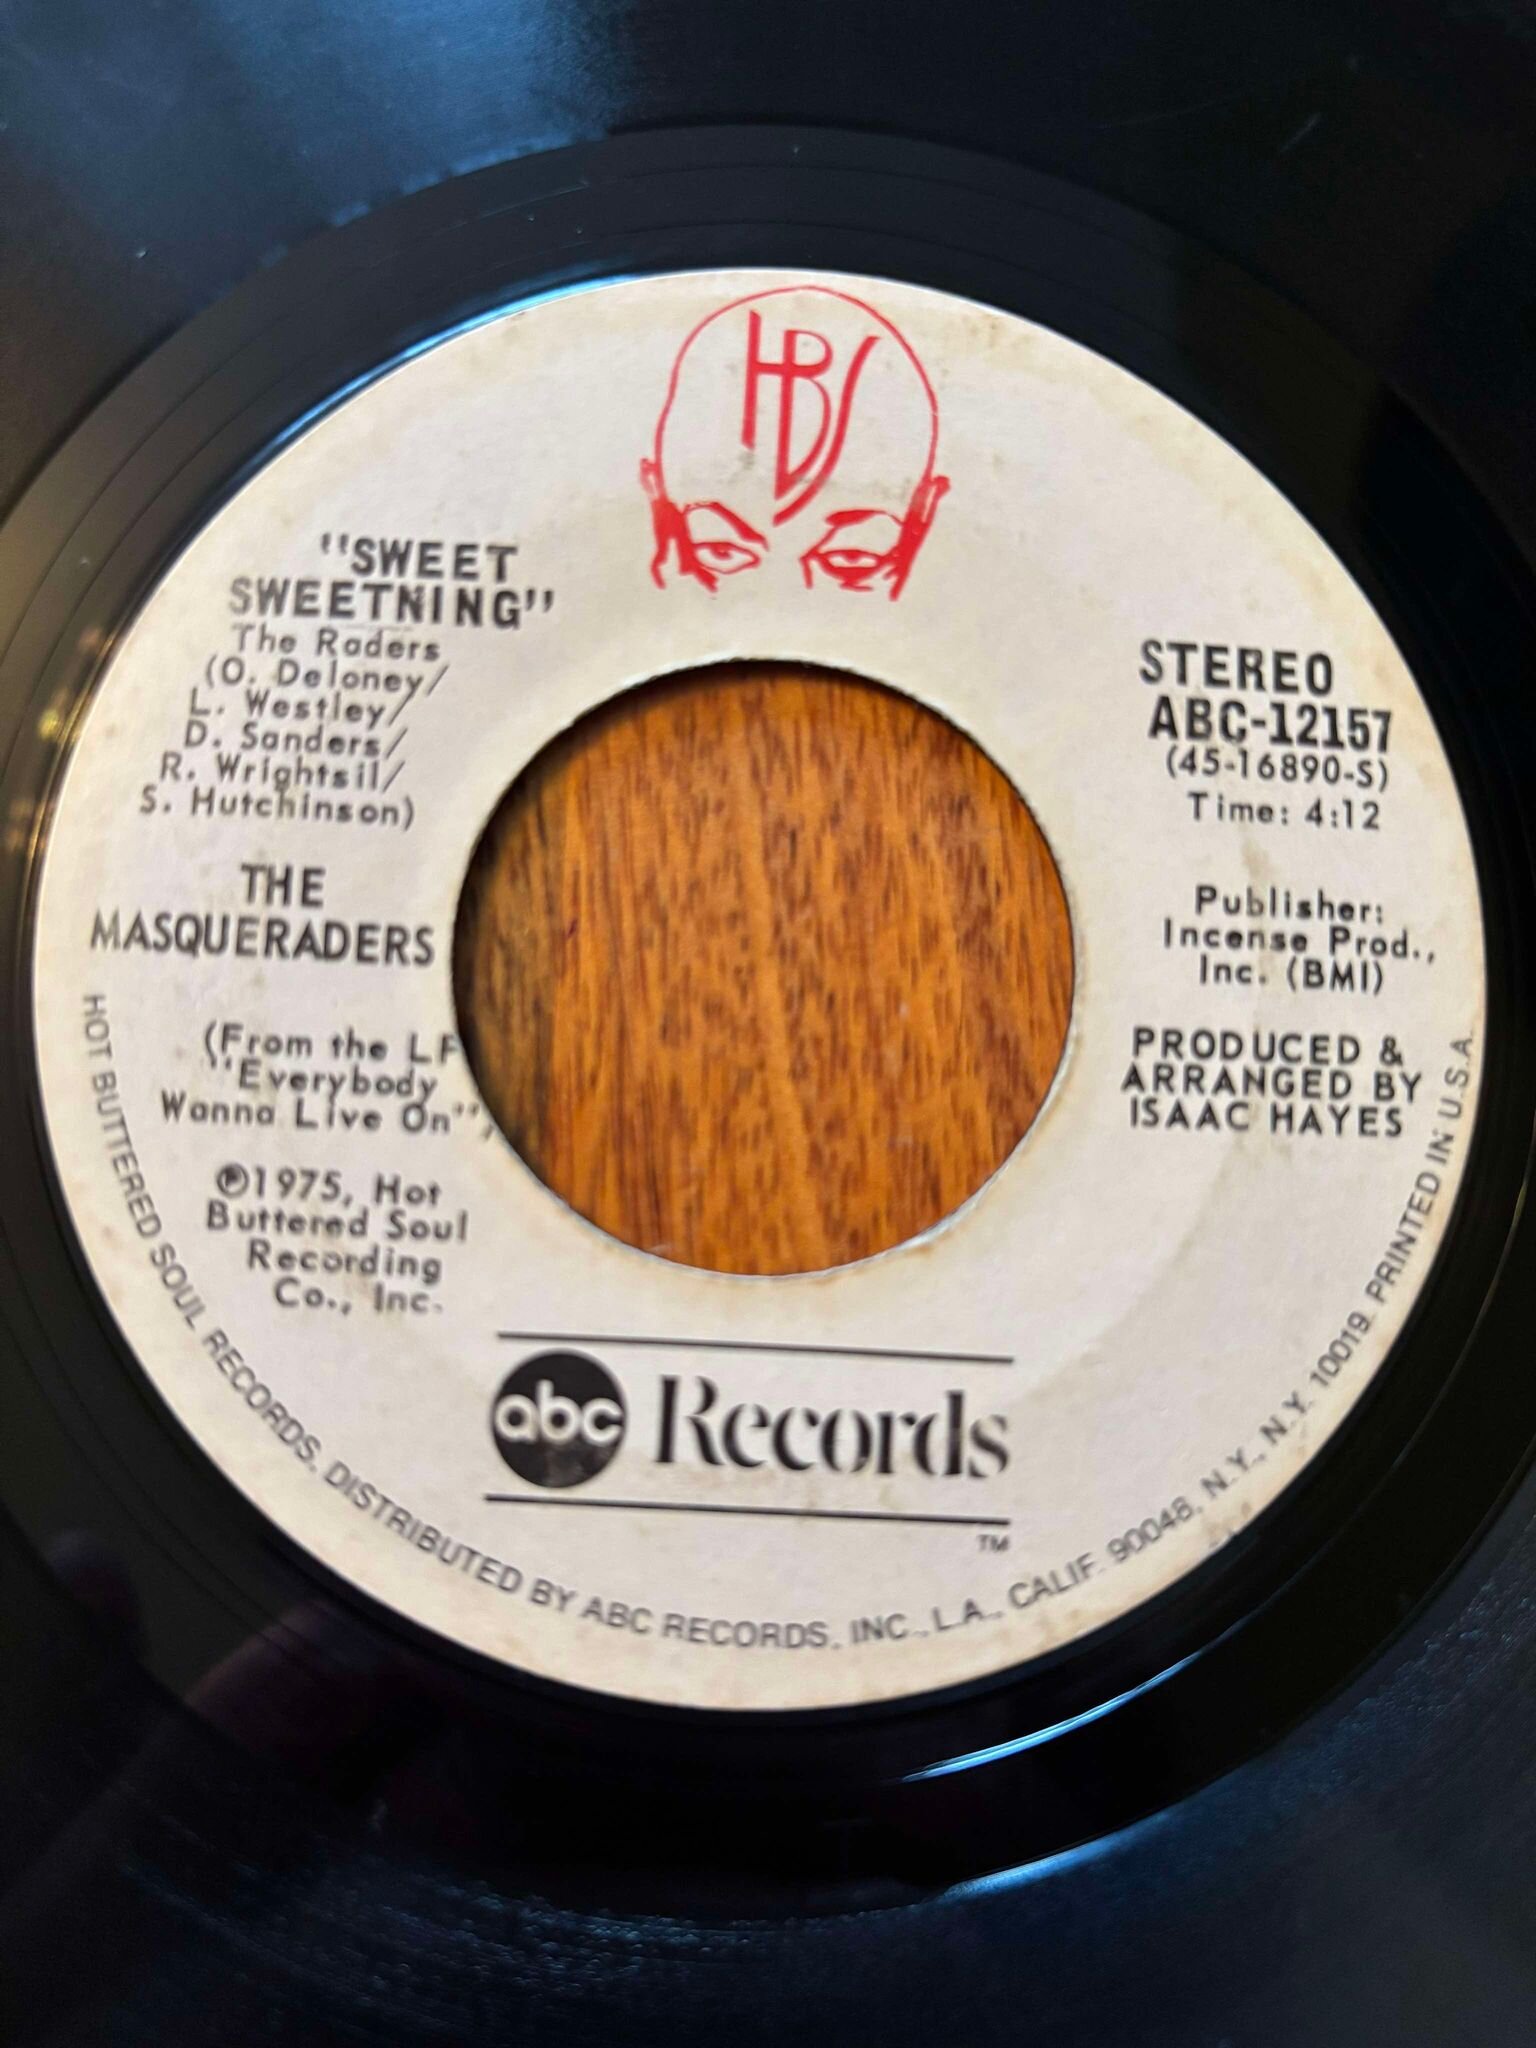 HBS
"SWEET
SWEETNING"
The Raders
(O. Deloney/
L. Westley/
D. Sanders/
R. Wrightsil/
S. Hutchinson)
THE
MASQUERADERS
(From the LP
"Everybody
Wanna Live On",
℗1975, Hot
Buttered Soul
Recording
Co., Inc.
STEREO
ABC-12157
(45-16890-S)
Time: 4:12
Publisher:
Incense Prod.,
Inc. (BMI)
PRODUCED &
ARRANGED BY
ISAAC HAYES
abc Records
TM
HOT BUTTERED SOUL RECORDS, DISTRIBUTED BY ABC RECORDS, INC., L.A., CALIF. 90048, N.Y., N.Y. 10019. PRINTED IN U.S.A.